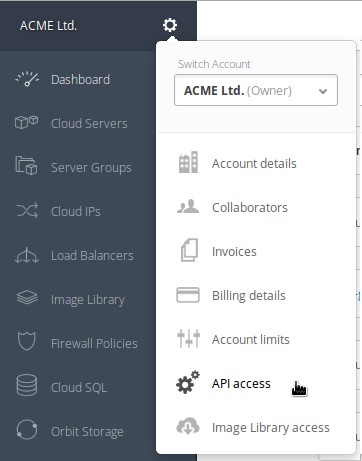 ACME Ltd.
Dashboard
Cloud Servers
Server Groups
Cloud IPs
Load Balancers
Image Library
Firewall Policies
Cloud SQL
Orbit Storage
Switch Account
ACME Ltd. (Owner)
Account details
Collaborators
Invoices
Billing details
Account limits
API access
Image Library access